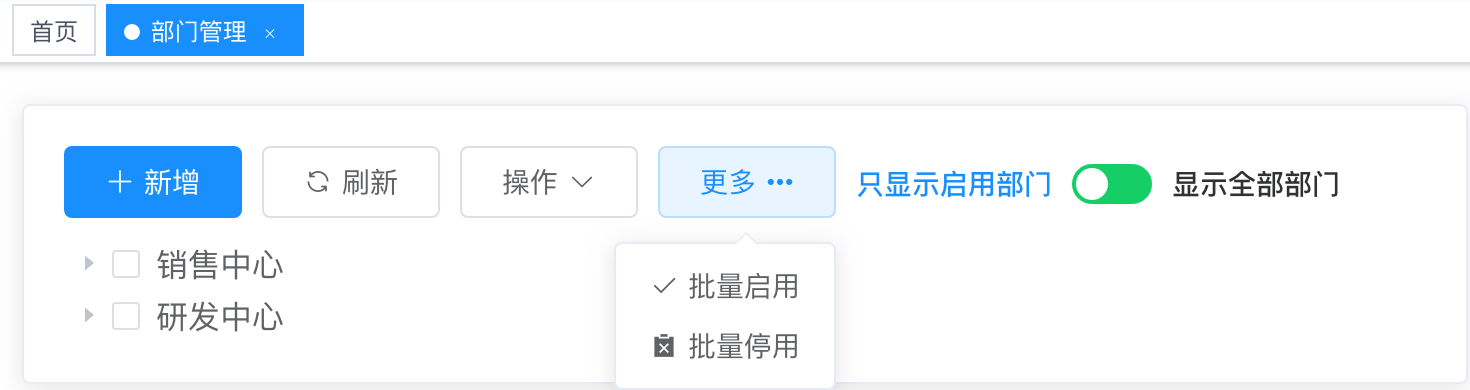 首页
部门管理 ×
新增
刷新
操作
更多 •••
只显示启用部门
显示全部部门
销售中心
研发中心
批量启用
批量停用